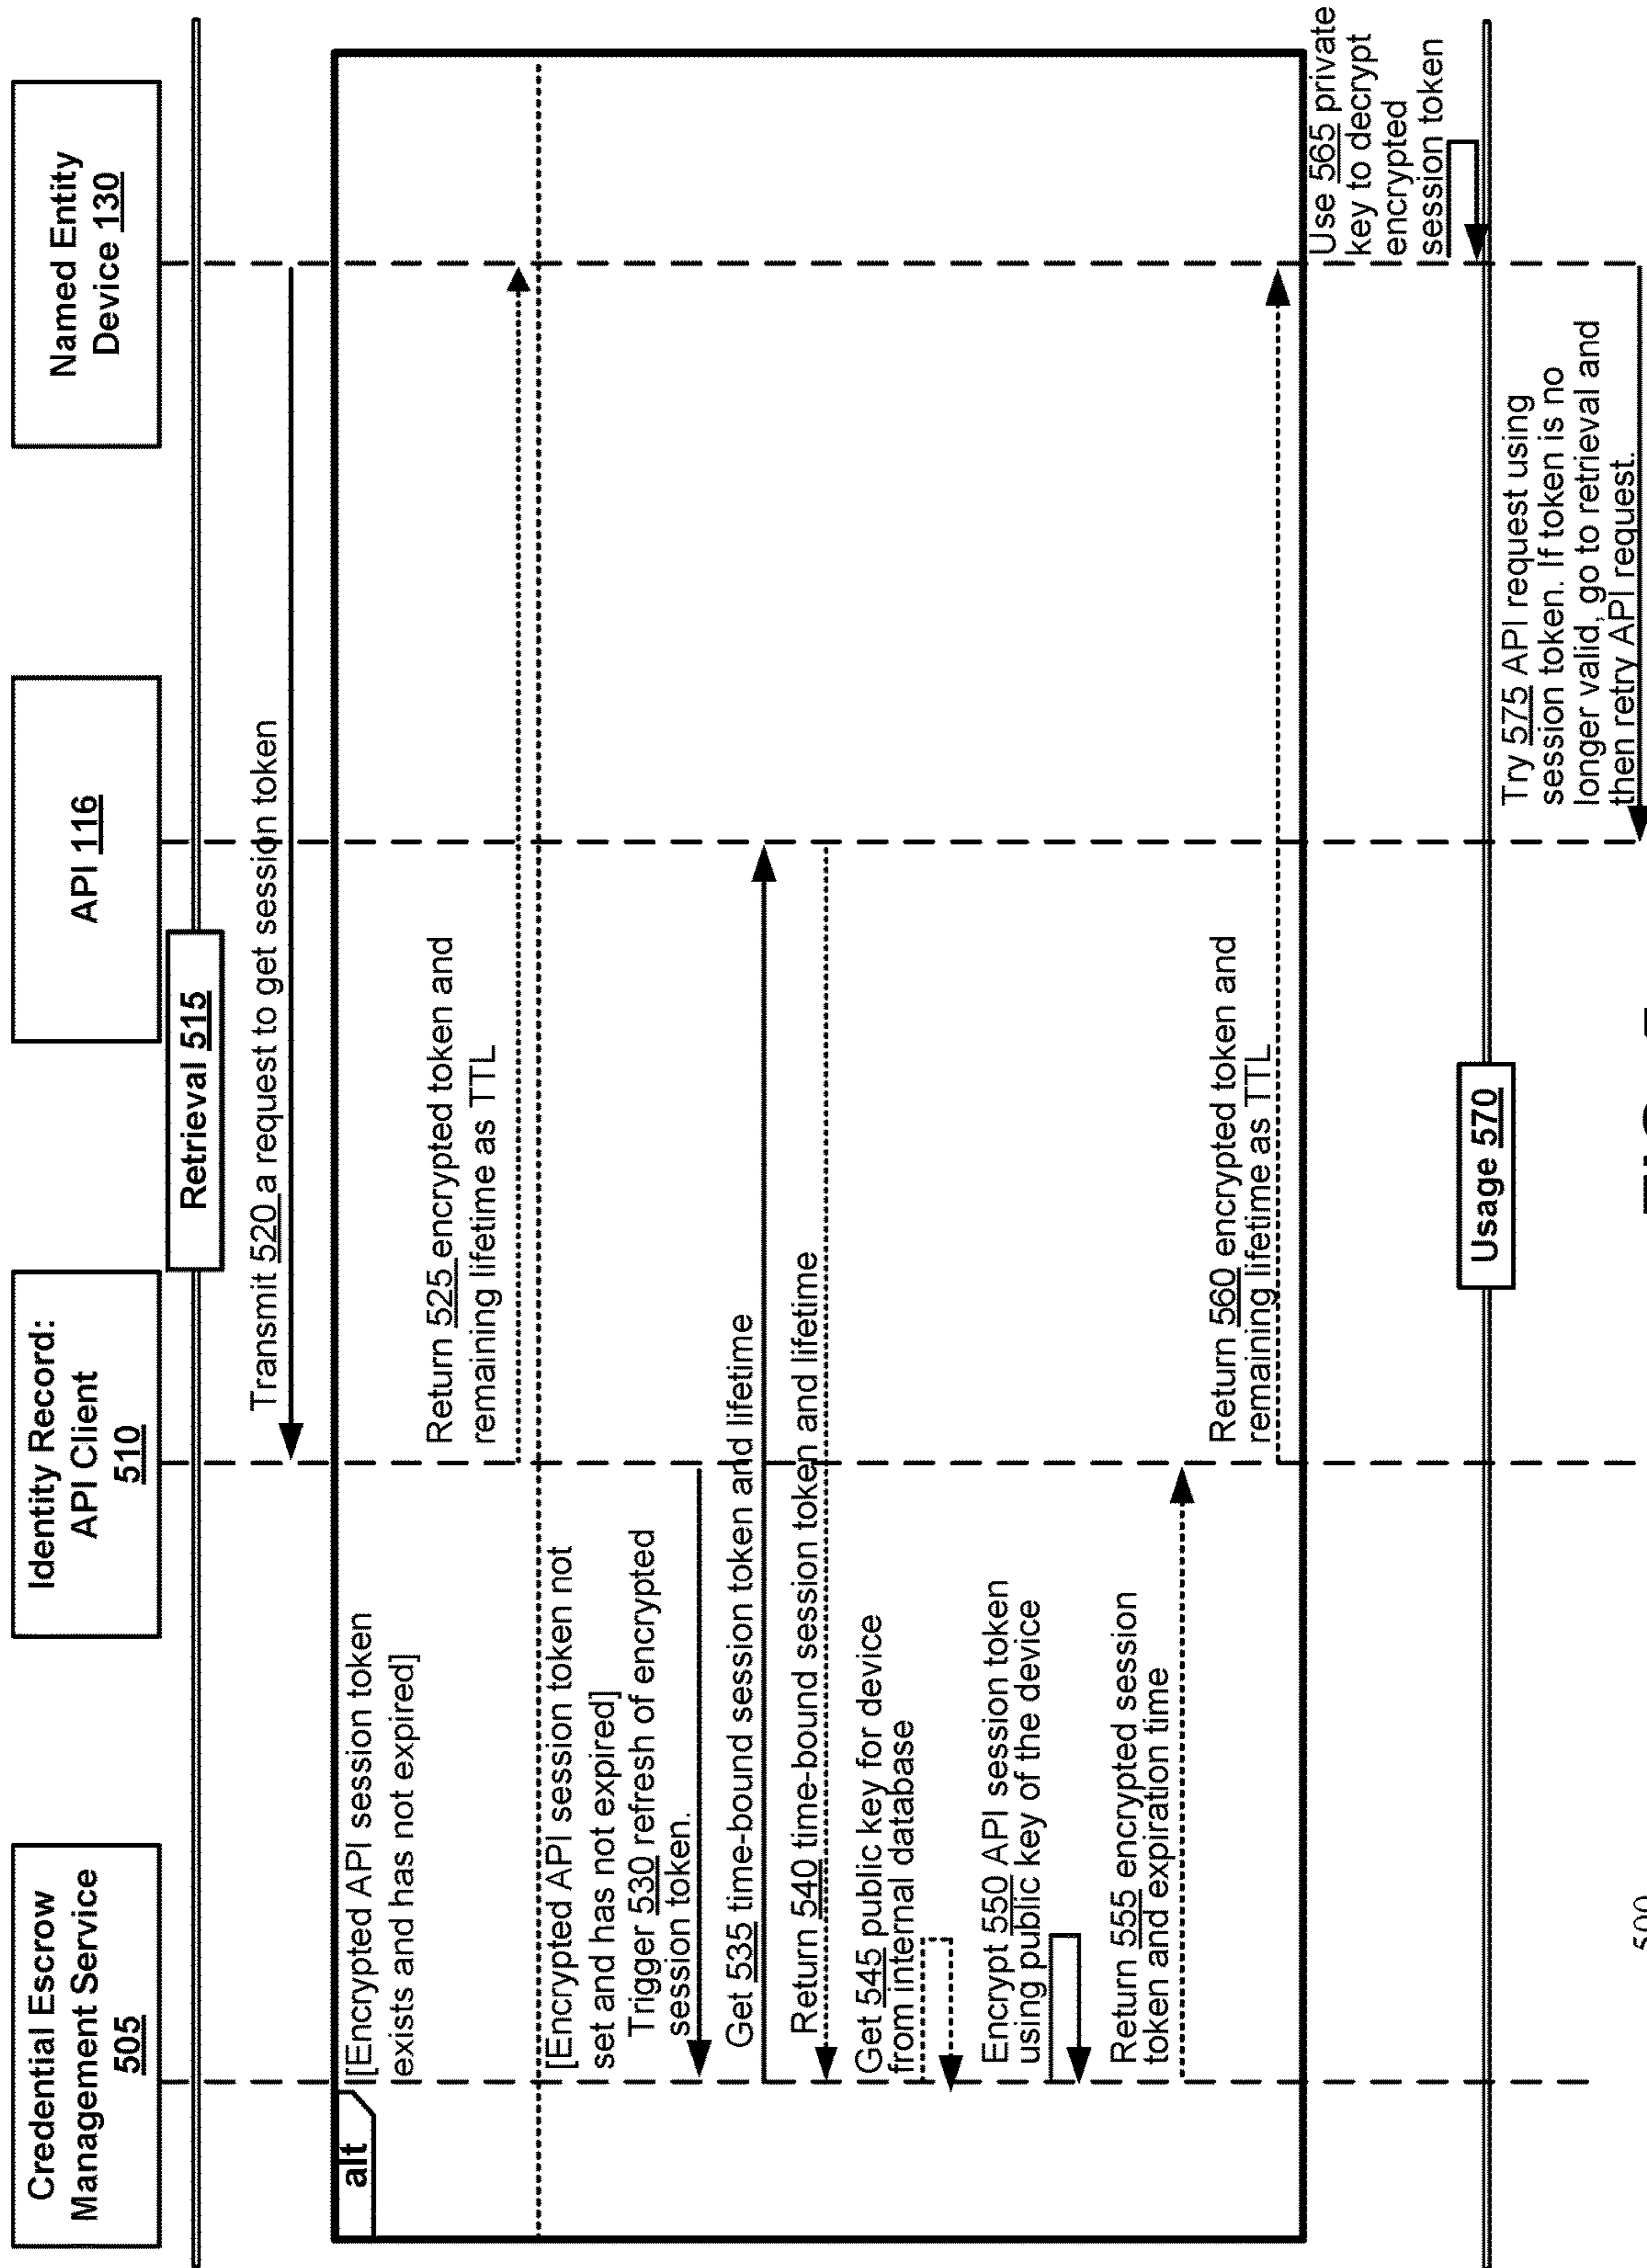 Credential Escrow
Management Service
505
Identity Record:
API Client
510
API 116
Named Entity
Device 130
Retrieval 515
Transmit 520 a request to get session token
alt
[Encrypted API session token
exists and has not expired]
Return 525 encrypted token and
remaining lifetime as TTL
[Encrypted API session token not
set and has not expired]
Trigger 530 refresh of encrypted
session token.
Get 535 time-bound session token and lifetime
Return 540 time-bound session token and lifetime
Get 545 public key for device
from internal database
Encrypt 550 API session token
using public key of the device
Return 555 encrypted session
token and expiration time
Return 560 encrypted token and
remaining lifetime as TTL
Use 565 private
key to decrypt
encrypted
session token
Usage 570
Try 575 API request using
session token. If token is no
longer valid, go to retrieval and
then retry API request.
500